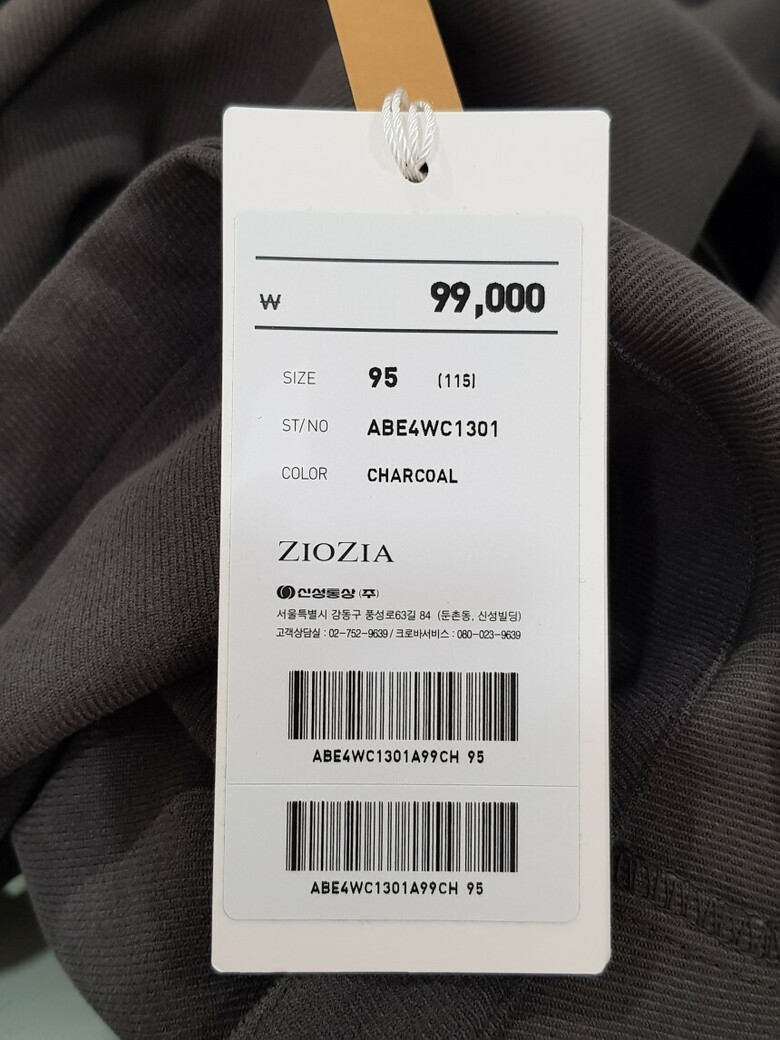 ₩ 99,000
SIZE 95 (115)
ST/NO ABE4WC1301
COLOR CHARCOAL
ZIOZIA
신성통상(주)
서울특별시 강동구 풍성로63길 84 (둔촌동, 신성빌딩)
고객상담실 : 02-752-9639 / 크로바서비스 : 080-023-9639
ABE4WC1301A99CH 95
ABE4WC1301A99CH 95